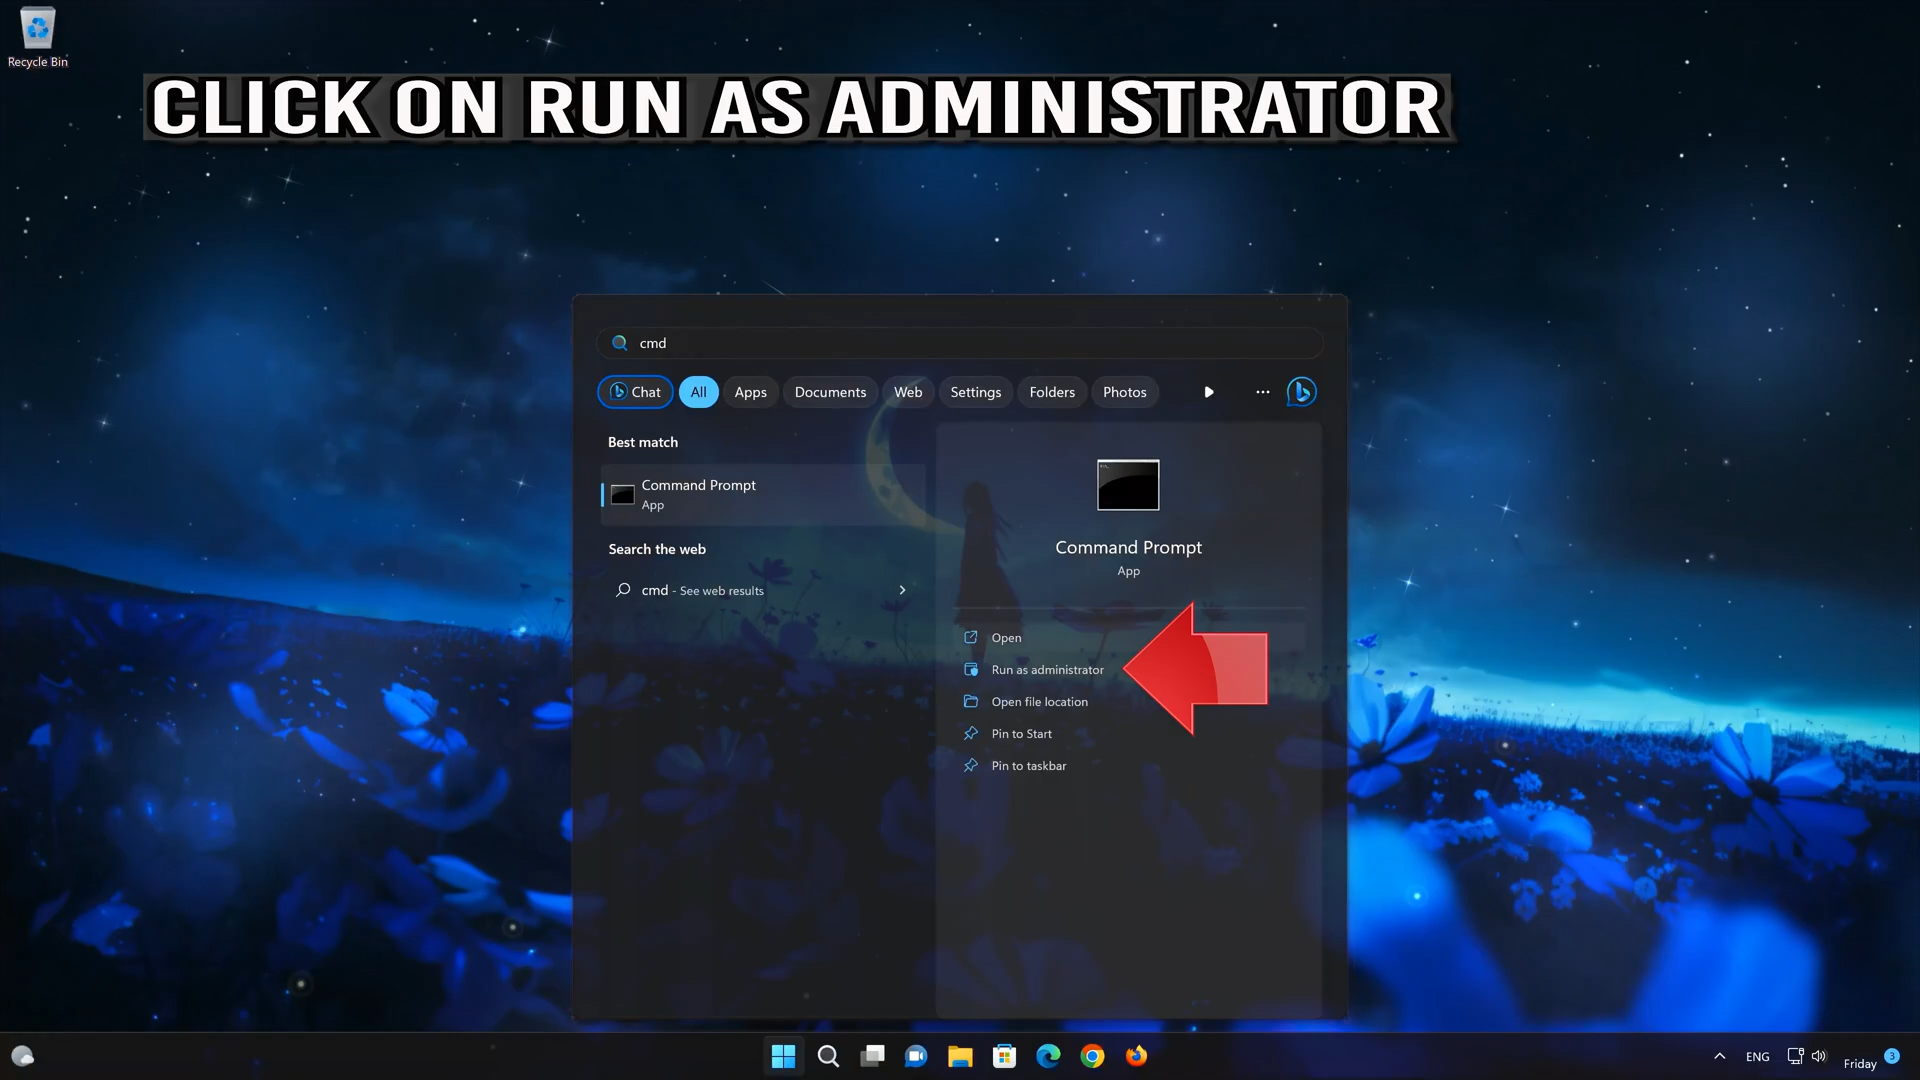 Recycle Bin
CLICK ON RUN AS ADMINISTRATOR
cmd
Chat
All
Apps
Documents
Web
Settings
Folders
Photos
Best match
Command Prompt
App
Search the web
cmd - See web results
Command Prompt
App
Open
Run as administrator
Open file location
Pin to Start
Pin to taskbar
ENG
Friday
3